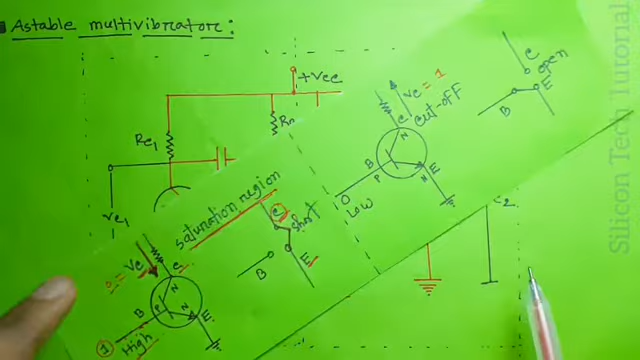 Astable multivibrator:
+Vcc
RC1
VC1
saturation region
C
short
B
E
0 = Vc
C
B
N
P
N
E
1
High
Vc = 1
cut-off
C
N
B
P
N
E
Low
C
open
B
E
Silicon Tech Tutorial